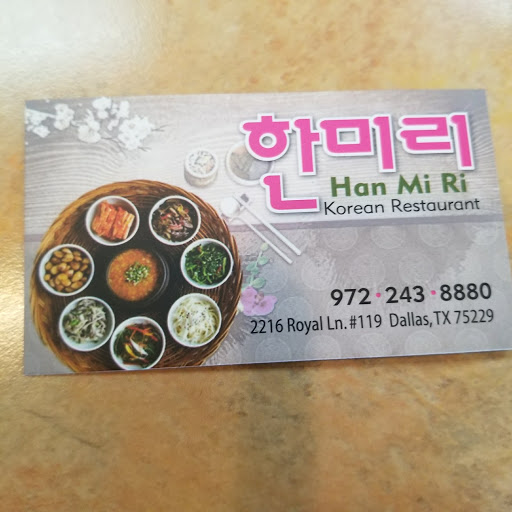 한미리
Han Mi Ri
Korean Restaurant
972•243•8880
2216 Royal Ln. #119 Dallas, TX 75229